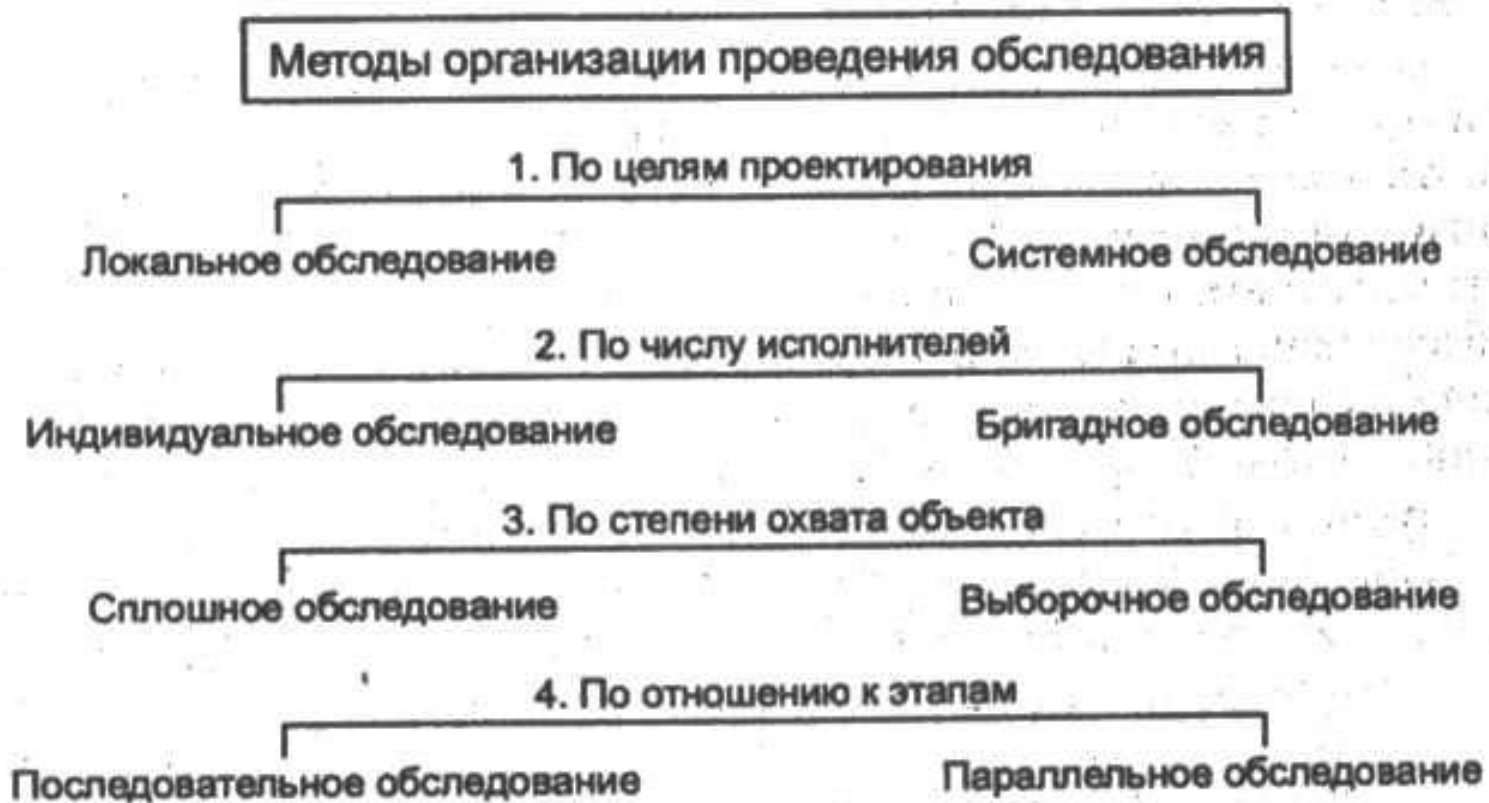 Методы организации проведения обследования
1. По целям проектирования
Локальное обследование
Системное обследование
2. По числу исполнителей
Индивидуальное обследование
Бригадное обследование
3. По степени охвата объекта
Сплошное обследование
Выборочное обследование
4. По отношению к этапам
Последовательное обследование
Параллельное обследование